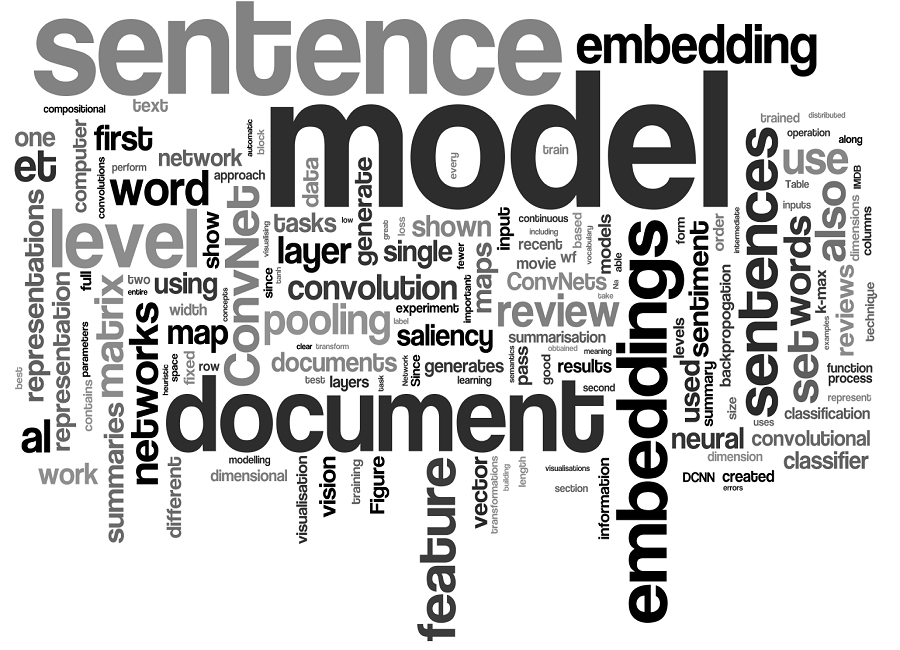 sentence
embedding
model
compositional
text
trained
distributed
one
computer
first
automatic
block
operation
along
et
convolutions
perform
network
data
every
train
sentences
use
also
IMDB
word
approach
generate
Table
representations
level
show
ConvNet
visualising
tasks
low
great
loss
shown
input
continuous
including
based
vocabulary
models
form
order
intermediate
inputs
dimensions
columns
layer
single
fewer
recent
movie
wf
able
Na
embeddings
sentiment
set
words
representation
full
matrix
two
entire
using
concepts
since
tanh
convolution
important
maps
ConvNets
take
backpropogation
k-max
reviews
technique
networks
width
map
pooling
label
experiment
review
levels
examples
best
parameters
contains
heuristic
space
fixed
row
clear
transform
saliency
summarisation
obtained
meaning
used
summary
documents
Network
Since
generates
semantics
pass
good
results
function
process
test
layers
task
learning
second
size
represent
al
summaries
document
uses
classification
neural
convolutional
work
different
modelling
dimensional
visualisation
vision
training
Figure
feature
vector
transformations
building
length
visualisations
section
information
dimension
classifier
DCNN
created
errors